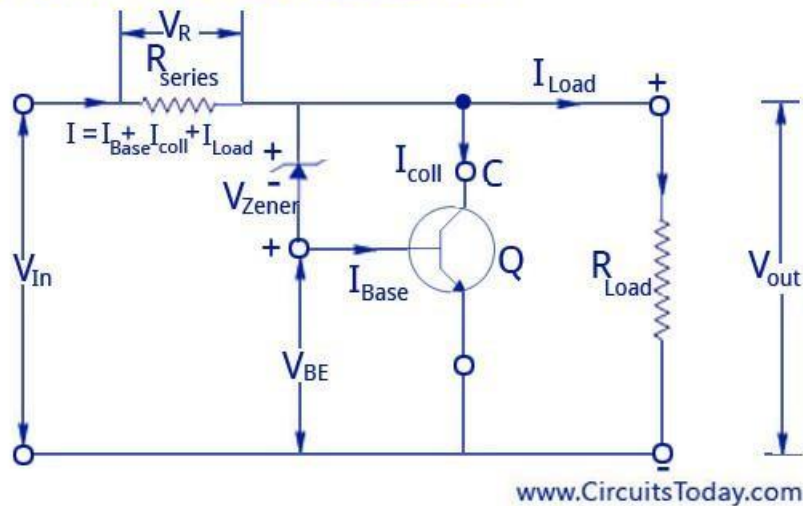 V_R
R_series
I_Load
+
I = I_Base + I_coll + I_Load
+
-
V_Zener
I_coll
C
+
I_Base
Q
V_In
R_Load
V_out
V_BE
-
www.CircuitsToday.com